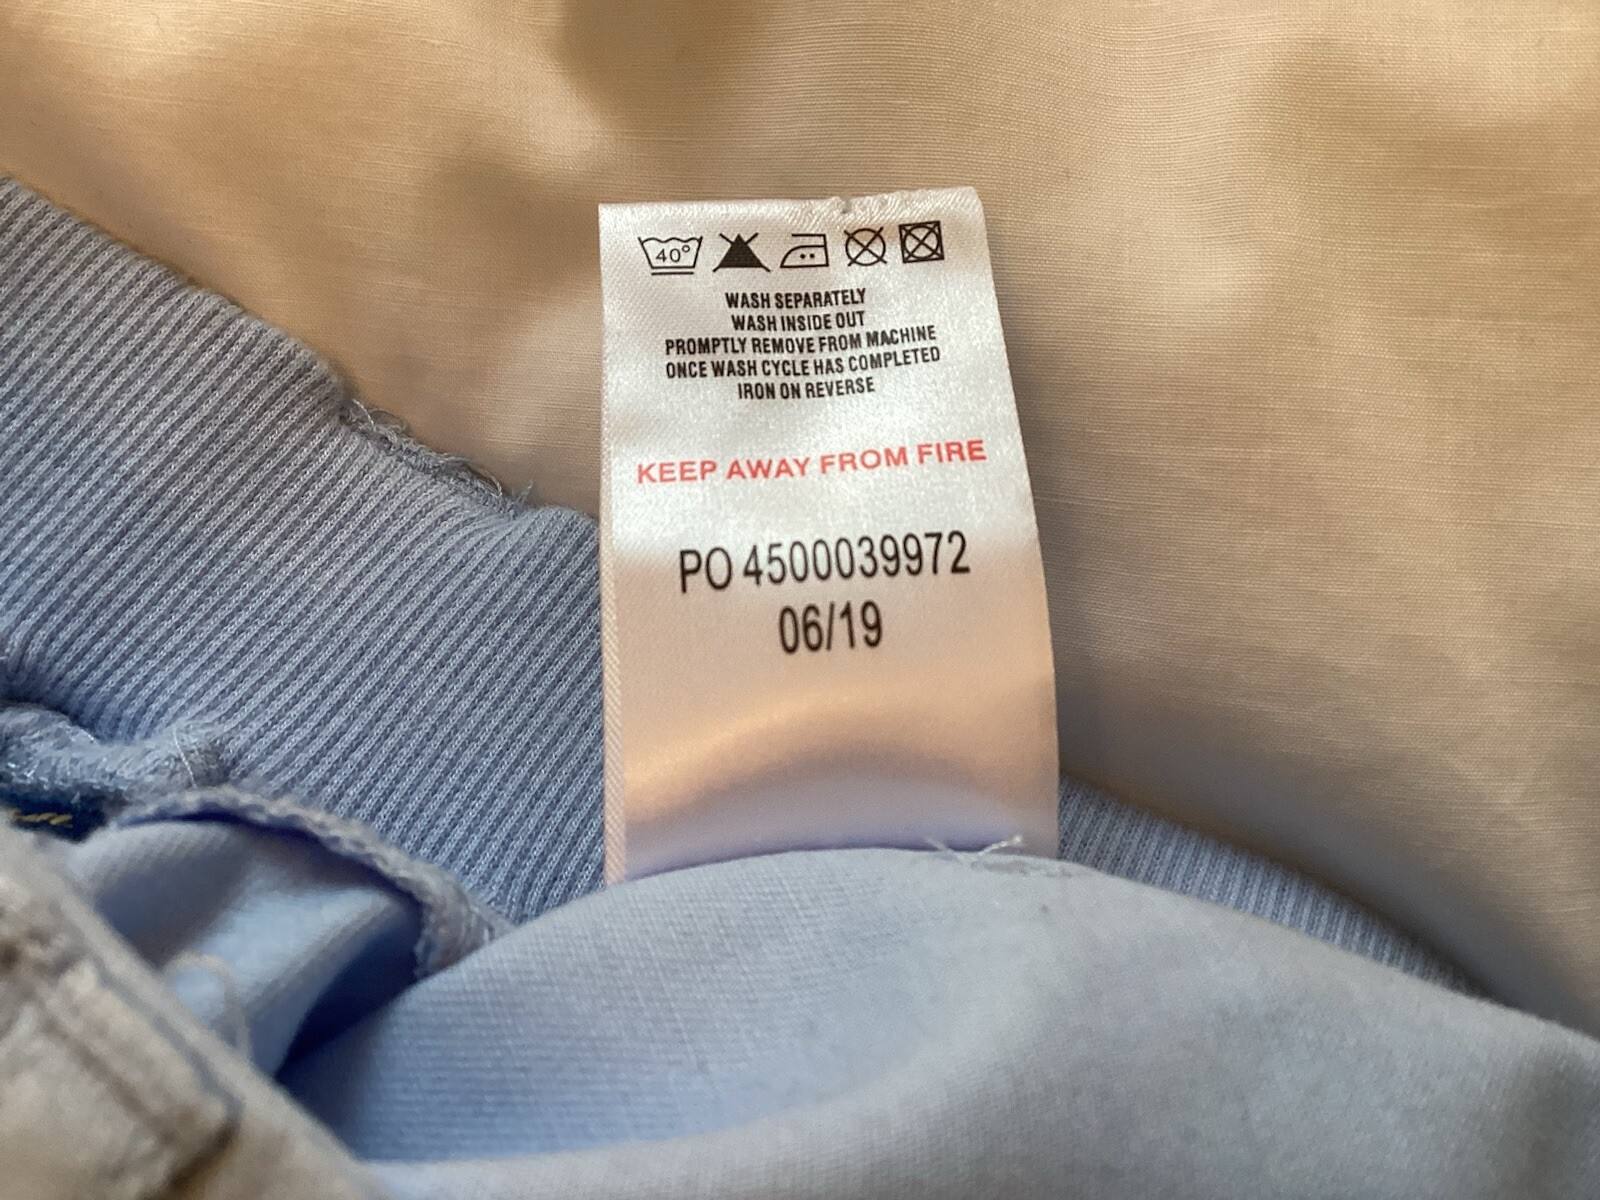 40°
WASH SEPARATELY
WASH INSIDE OUT
PROMPTLY REMOVE FROM MACHINE
ONCE WASH CYCLE HAS COMPLETED
IRON ON REVERSE
KEEP AWAY FROM FIRE
PO 4500039972
06/19